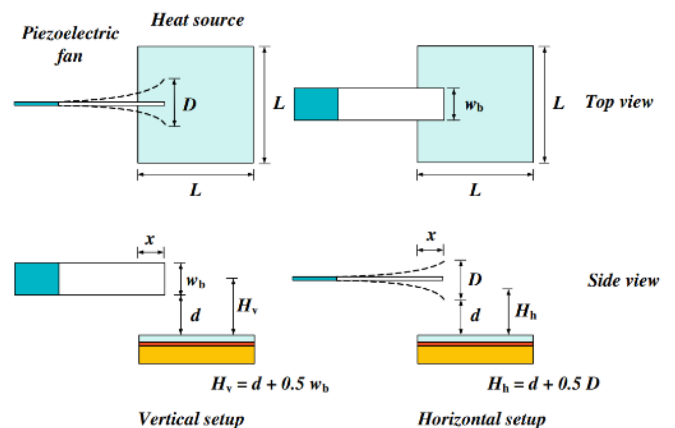 Heat source
Piezoelectric
fan
D
L
L
w_b
L
L
Top view
x
w_b
d
H_v
H_v = d + 0.5 w_b
Vertical setup
x
D
d
H_h
H_h = d + 0.5 D
Horizontal setup
Side view